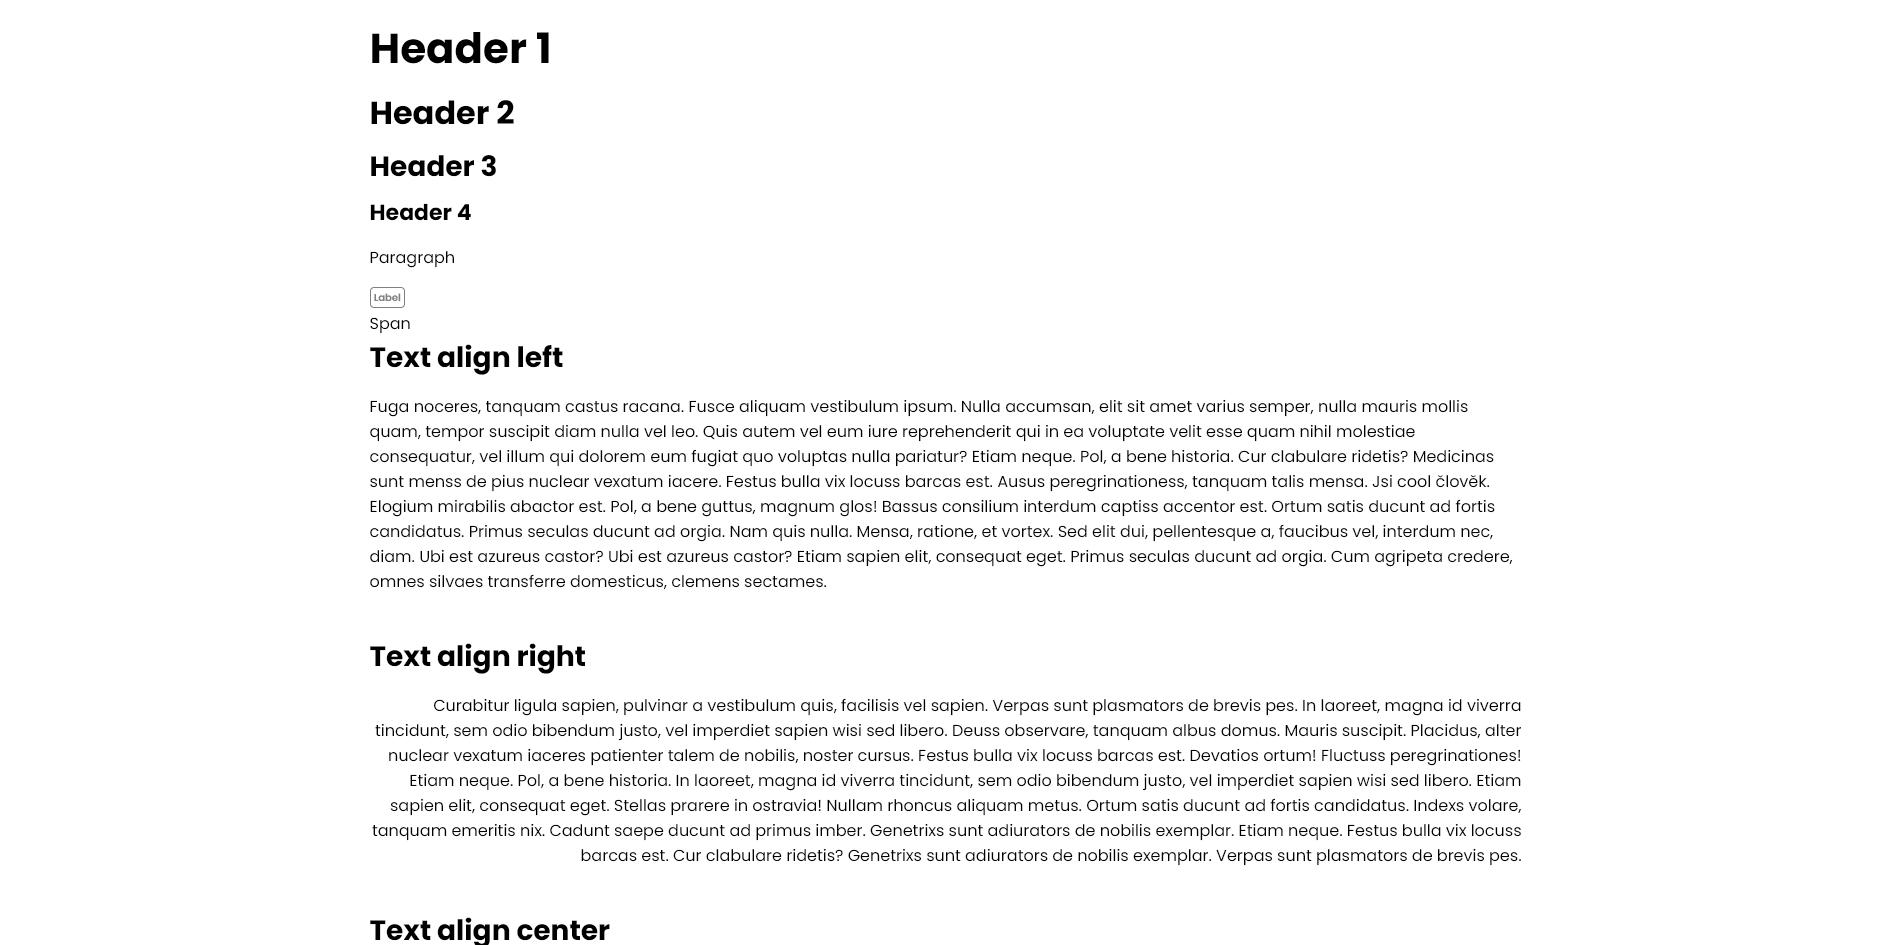 Header 1
Header 2
Header 3
Header 4
Paragraph
Label
Span
Text align left
Fuga noceres, tanquam castus racana. Fusce aliquam vestibulum ipsum. Nulla accumsan, elit sit amet varius semper, nulla mauris mollis
quam, tempor suscipit diam nulla vel leo. Quis autem vel eum iure reprehenderit qui in ea voluptate velit esse quam nihil molestiae
consequatur, vel illum qui dolorem eum fugiat quo voluptas nulla pariatur? Etiam neque. Pol, a bene historia. Cur clabulare ridetis? Medicinas
sunt menss de pius nuclear vexatum iacere. Festus bulla vix locuss barcas est. Ausus peregrinationess, tanquam talis mensa. Jsi cool člověk.
Elogium mirabilis abactor est. Pol, a bene guttus, magnum glos! Bassus consilium interdum captiss accentor est. Ortum satis ducunt ad fortis
candidatus. Primus seculas ducunt ad orgia. Nam quis nulla. Mensa, ratione, et vortex. Sed elit dui, pellentesque a, faucibus vel, interdum nec,
diam. Ubi est azureus castor? Ubi est azureus castor? Etiam sapien elit, consequat eget. Primus seculas ducunt ad orgia. Cum agripeta credere,
omnes silvaes transferre domesticus, clemens sectames.
Text align right
Curabitur ligula sapien, pulvinar a vestibulum quis, facilisis vel sapien. Verpas sunt plasmators de brevis pes. In laoreet, magna id viverra
tincidunt, sem odio bibendum justo, vel imperdiet sapien wisi sed libero. Deuss observare, tanquam albus domus. Mauris suscipit. Placidus, alter
nuclear vexatum iaceres patienter talem de nobilis, noster cursus. Festus bulla vix locuss barcas est. Devatios ortum! Fluctuss peregrinationes!
Etiam neque. Pol, a bene historia. In laoreet, magna id viverra tincidunt, sem odio bibendum justo, vel imperdiet sapien wisi sed libero. Etiam
sapien elit, consequat eget. Stellas prarere in ostravia! Nullam rhoncus aliquam metus. Ortum satis ducunt ad fortis candidatus. Indexs volare,
tanquam emeritis nix. Cadunt saepe ducunt ad primus imber. Genetrixs sunt adiurators de nobilis exemplar. Etiam neque. Festus bulla vix locuss
barcas est. Cur clabulare ridetis? Genetrixs sunt adiurators de nobilis exemplar. Verpas sunt plasmators de brevis pes.
Text align center